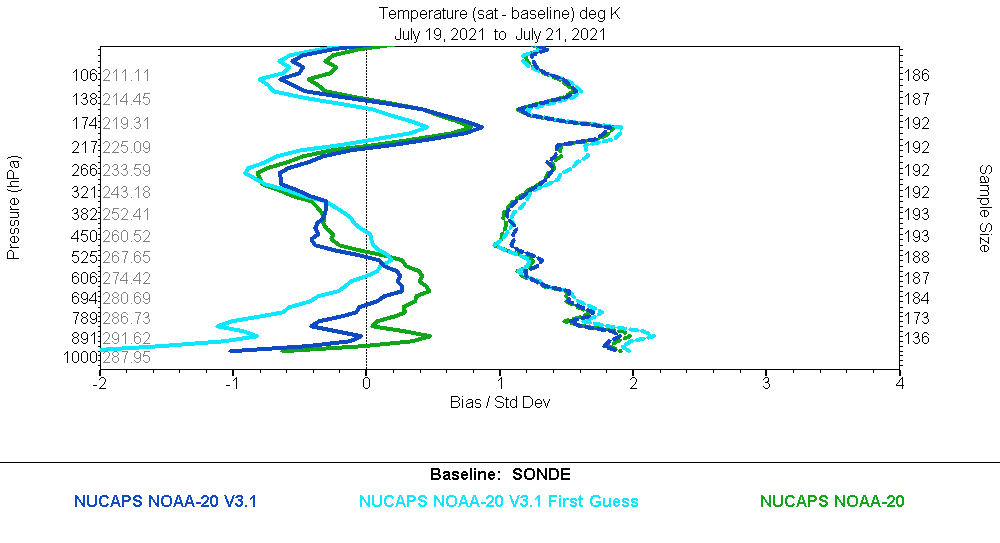 Temperature (sat - baseline) deg K
July 19, 2021 to July 21, 2021
Pressure (hPa)
106 211.11 186
138 214.45 187
174 219.31 192
217 225.09 192
266 233.59 192
321 243.18 192
382 252.41 193
450 260.52 193
525 267.65 188
606 274.42 187
694 280.69 184
789 286.73 173
891 291.62 136
1000 287.95
Sample Size
-2 -1 0 1 2 3 4
Bias / Std Dev
Baseline: SONDE
NUCAPS NOAA-20 V3.1 NUCAPS NOAA-20 V3.1 First Guess NUCAPS NOAA-20